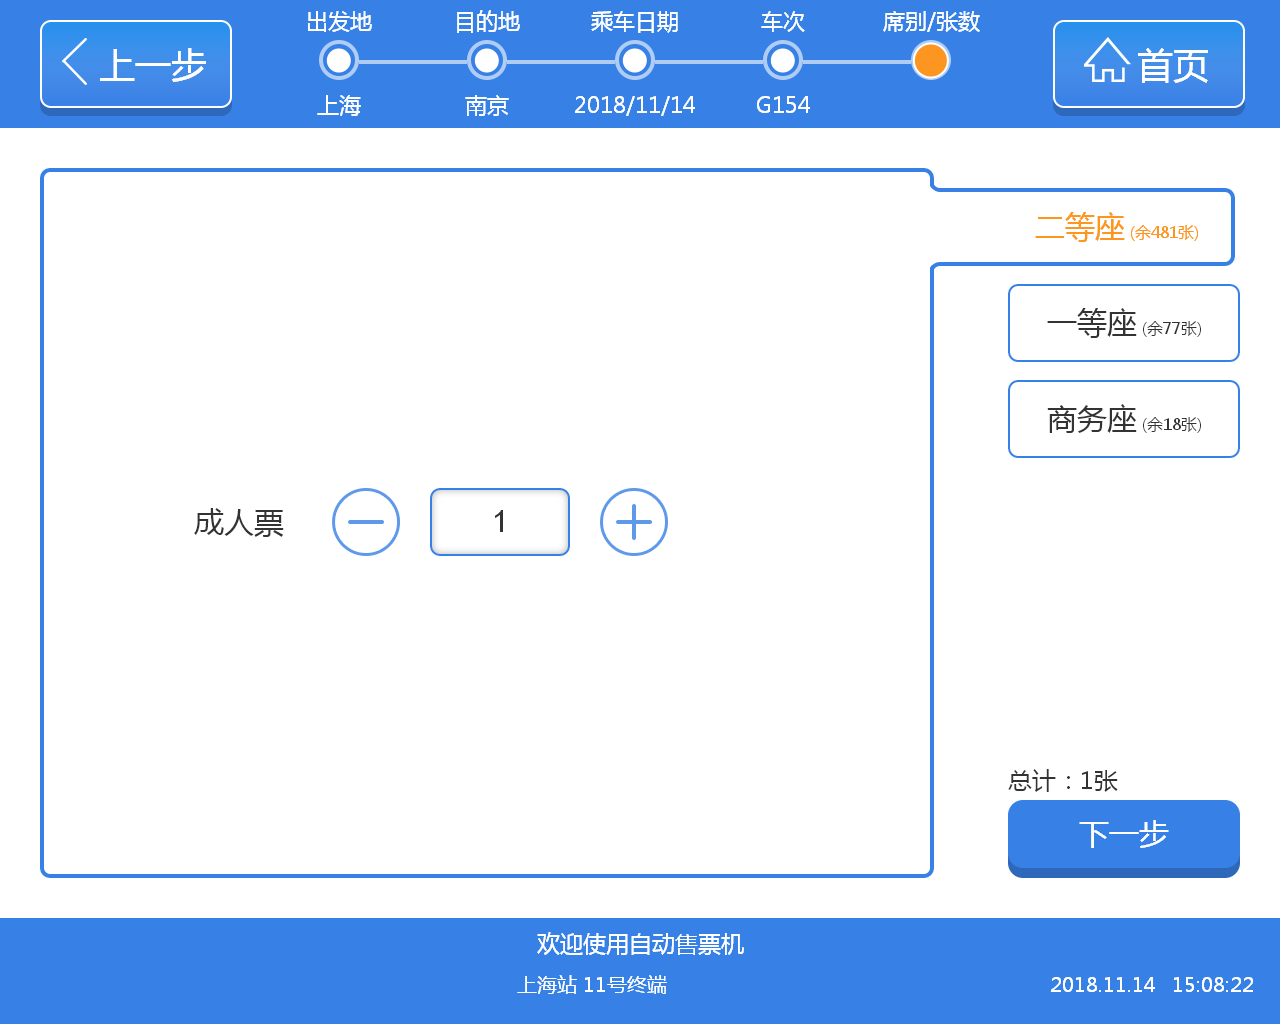 上一步
出发地 目的地 乘车日期 车次 席别/张数
上海 南京 2018/11/14 G154
首页
二等座 (余481张)
一等座 (余77张)
商务座 (余18张)
成人票 1
总计：1张
下一步
欢迎使用自动售票机
上海站 11号终端
2018.11.14 15:08:22